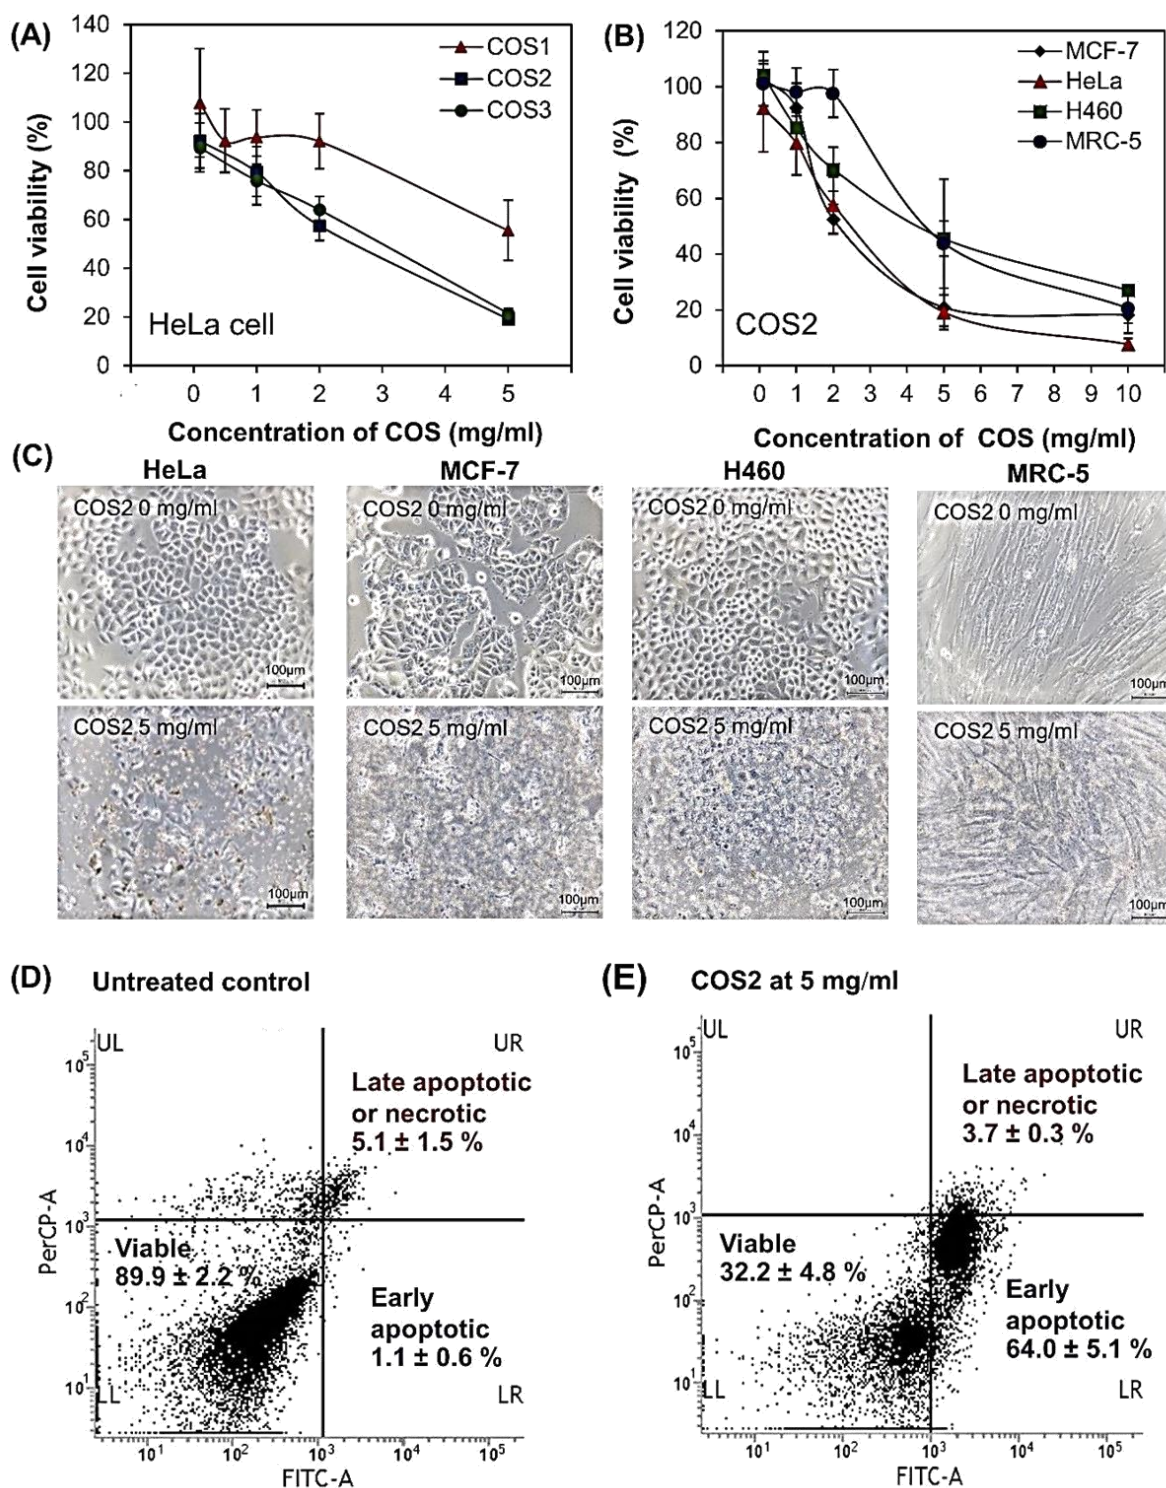 (A)
140
120
100
80
60
40
20
0
Cell viability (%)
COS1
COS2
COS3
HeLa cell
0 1 2 3 4 5
Concentration of COS (mg/ml)
(B)
120
100
80
60
40
20
0
Cell viability (%)
MCF-7
HeLa
H460
MRC-5
COS2
0 1 2 3 4 5 6 7 8 9 10
Concentration of COS (mg/ml)
(C)
HeLa MCF-7 H460 MRC-5
COS2 0 mg/ml COS2 0 mg/ml COS2 0 mg/ml COS2 0 mg/ml
100µm 100µm 100µm 100µm
COS2 5 mg/ml COS2 5 mg/ml COS2 5 mg/ml COS2 5 mg/ml
100µm 100µm 100µm 100µm
(D) Untreated control
UL UR
Late apoptotic
or necrotic
5.1 ± 1.5 %
Viable
89.9 ± 2.2 %
Early
apoptotic
1.1 ± 0.6 %
LL LR
10⁵
10⁴
10³
10²
10¹
PerCP-A
10¹ 10² 10³ 10⁴ 10⁵
FITC-A
(E) COS2 at 5 mg/ml
UL UR
Late apoptotic
or necrotic
3.7 ± 0.3 %
Viable
32.2 ± 4.8 %
Early
apoptotic
64.0 ± 5.1 %
LL LR
10⁵
10⁴
10³
10²
10¹
PerCP-A
10¹ 10² 10³ 10⁴ 10⁵
FITC-A